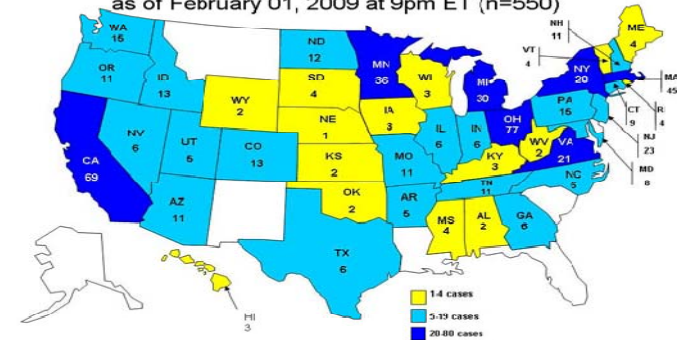 as of February 01, 2009 at 9pm ET (n=550)
WA
15
OR
11
ID
13
NV
6
CA
69
UT
5
AZ
11
WY
2
CO
13
ND
12
SD
4
NE
1
KS
2
OK
2
TX
6
MN
36
IA
3
MO
11
AR
5
WI
3
IL
6
MS
4
MI
30
IN
6
KY
3
TN
11
AL
2
OH
77
WV
2
VA
21
NC
5
GA
6
PA
15
NY
20
VT
4
NH
11
ME
4
MA
45
R
4
CT
9
NJ
23
MD
HI
3
1-4 cases
5-19 cases
20-80 cases